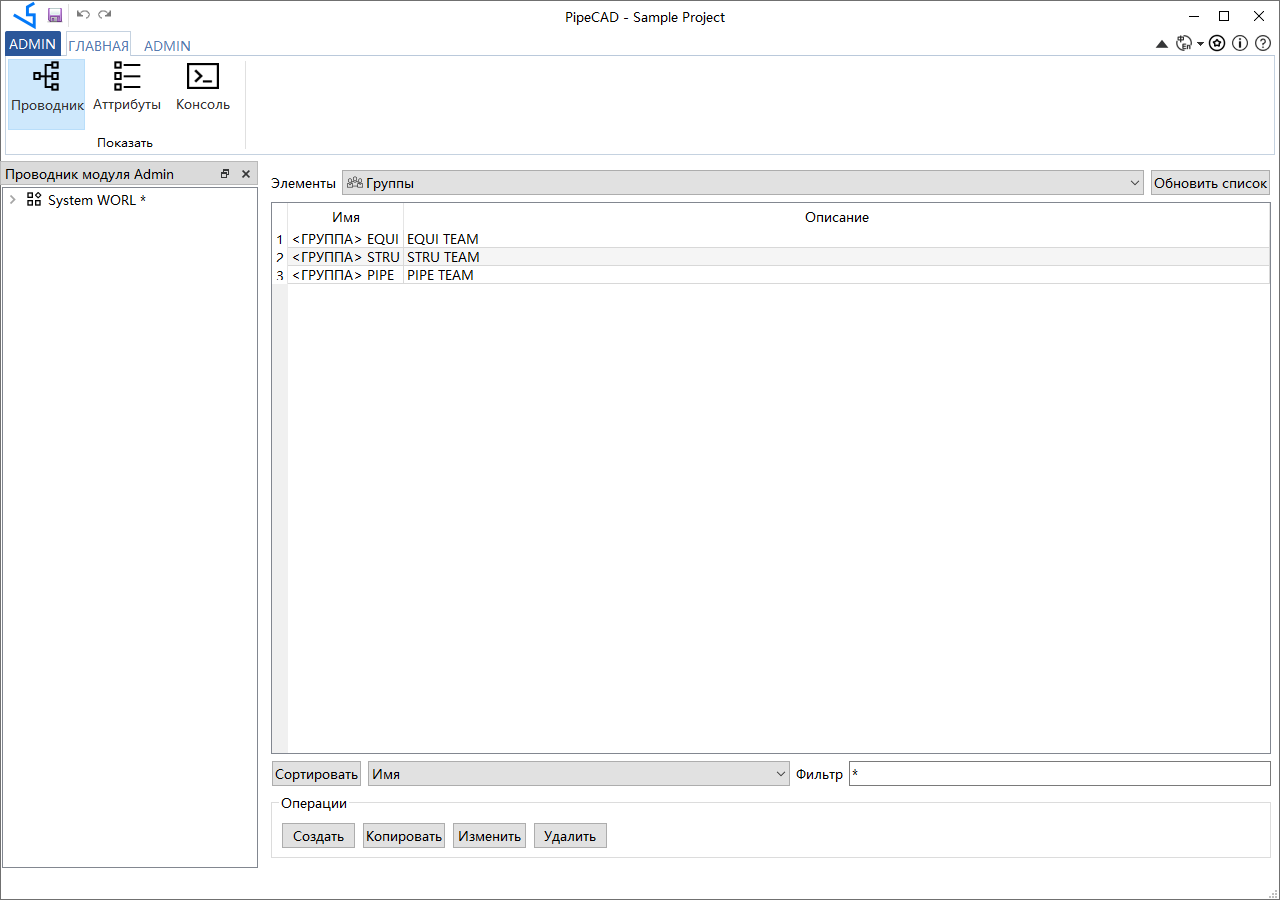 PipeCAD - Sample Project
ADMIN ГЛАВНАЯ ADMIN
Проводник Аттрибуты Консоль
Показать
Проводник модуля Admin
System WORL *
Элементы Группы Обновить список
Имя Описание
1 <ГРУППА> EQUI EQUI TEAM
2 <ГРУППА> STRU STRU TEAM
3 <ГРУППА> PIPE PIPE TEAM
Сортировать Имя Фильтр *
Операции
Создать Копировать Изменить Удалить